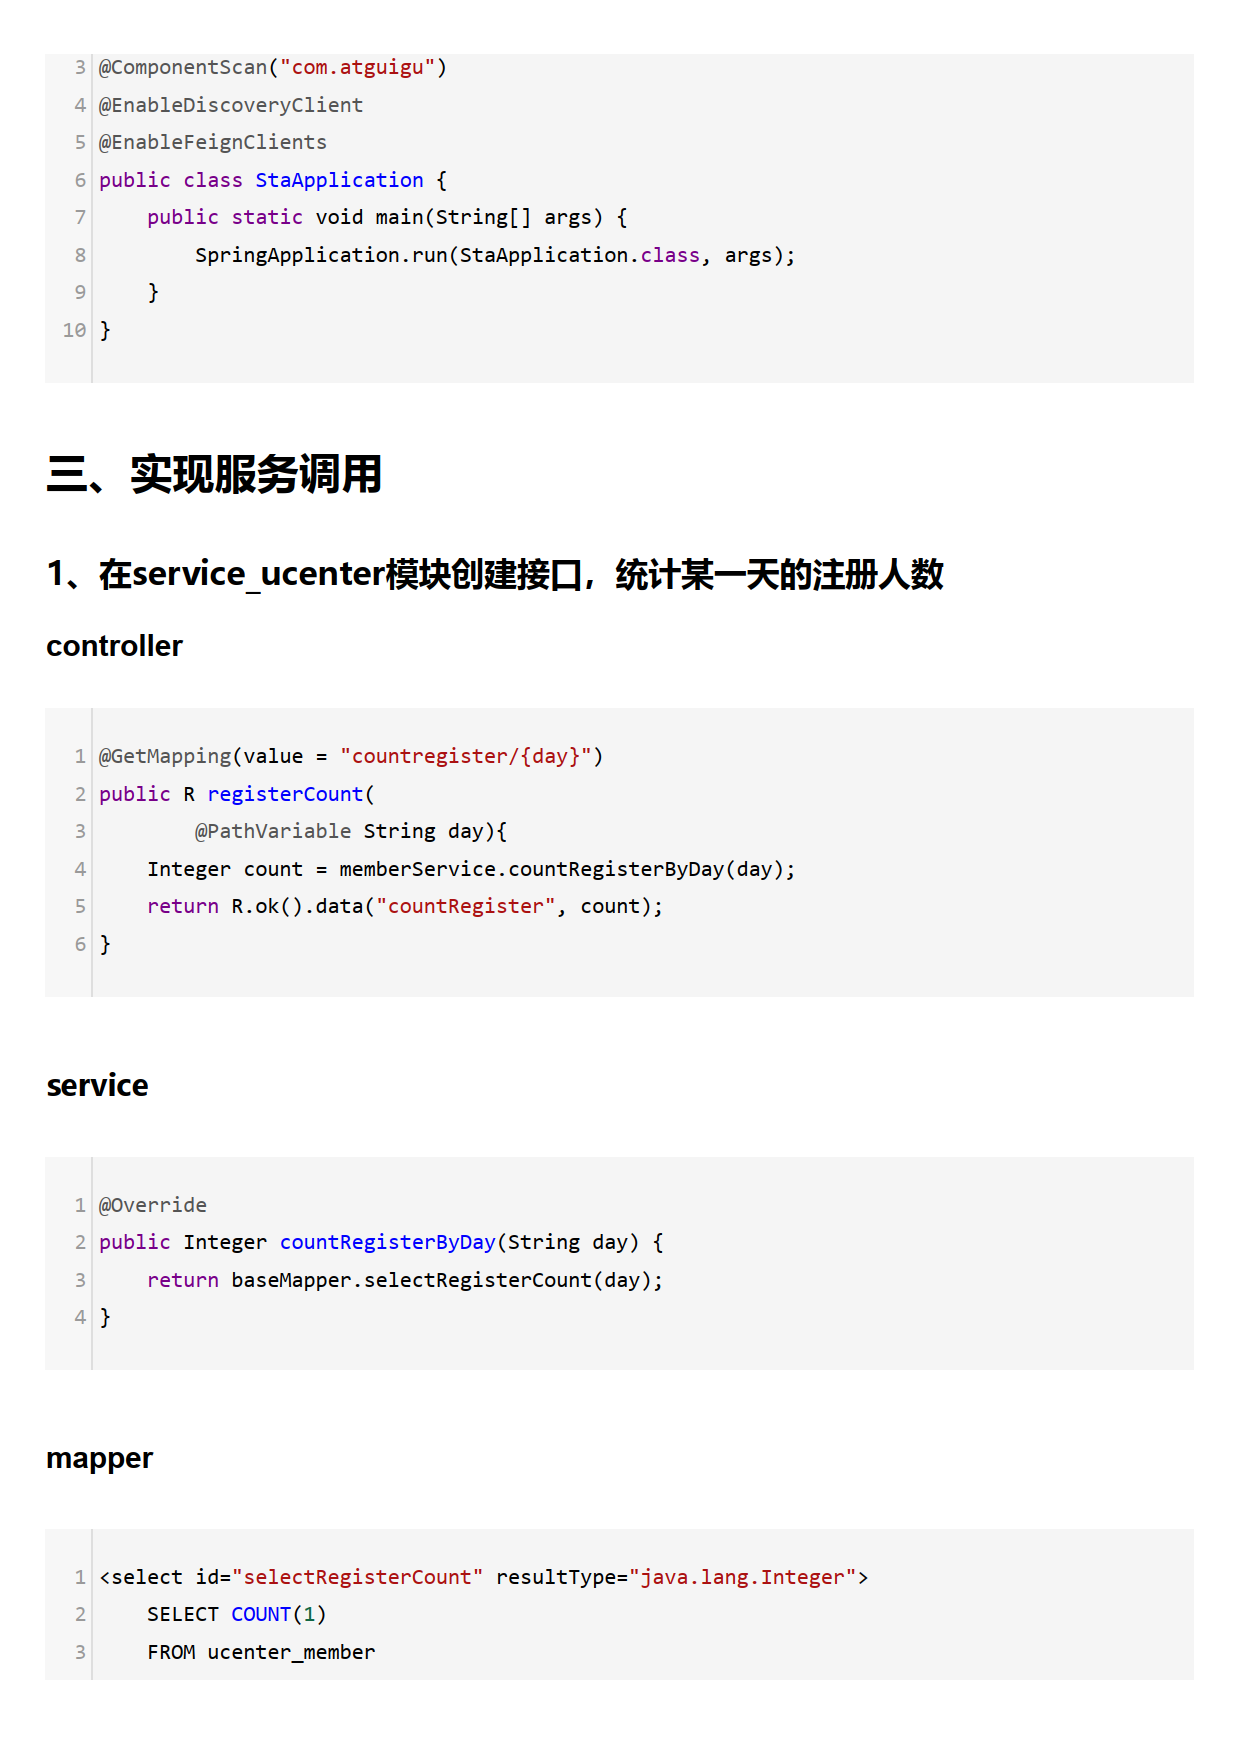 3 @ComponentScan("com.atguigu")
4 @EnableDiscoveryClient
5 @EnableFeignClients
6 public class StaApplication {
7     public static void main(String[] args) {
8         SpringApplication.run(StaApplication.class, args);
9     }
10 }
三、实现服务调用
1、在service_ucenter模块创建接口，统计某一天的注册人数
controller
1 @GetMapping(value = "countregister/{day}")
2 public R registerCount(
3         @PathVariable String day){
4     Integer count = memberService.countRegisterByDay(day);
5     return R.ok().data("countRegister", count);
6 }
service
1 @Override
2 public Integer countRegisterByDay(String day) {
3     return baseMapper.selectRegisterCount(day);
4 }
mapper
1 <select id="selectRegisterCount" resultType="java.lang.Integer">
2     SELECT COUNT(1)
3     FROM ucenter_member